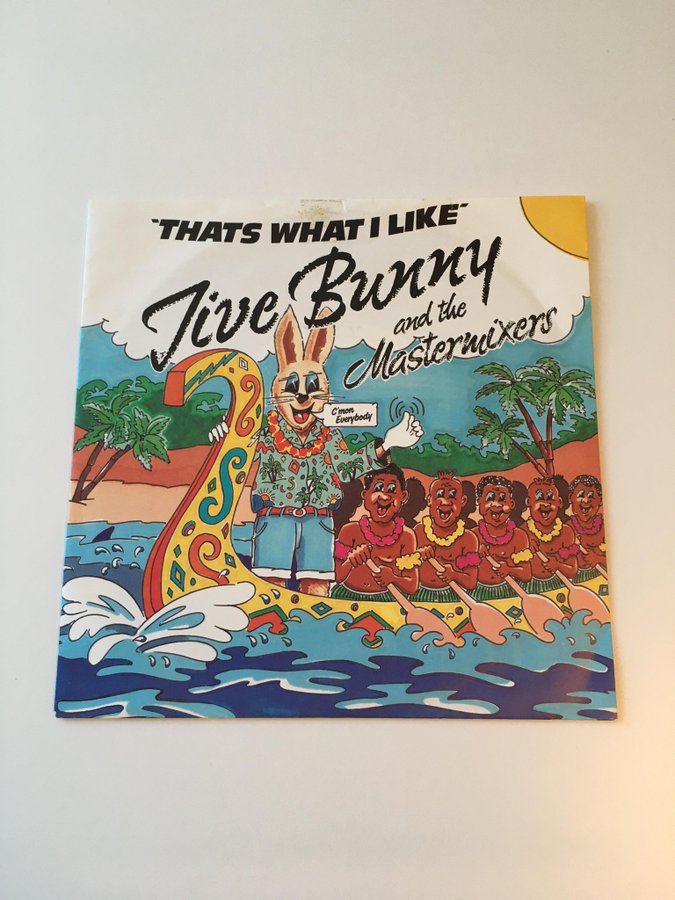 "THATS WHAT I LIKE"
Jive Bunny
and the
Mastermixers
C'mon
Everybody